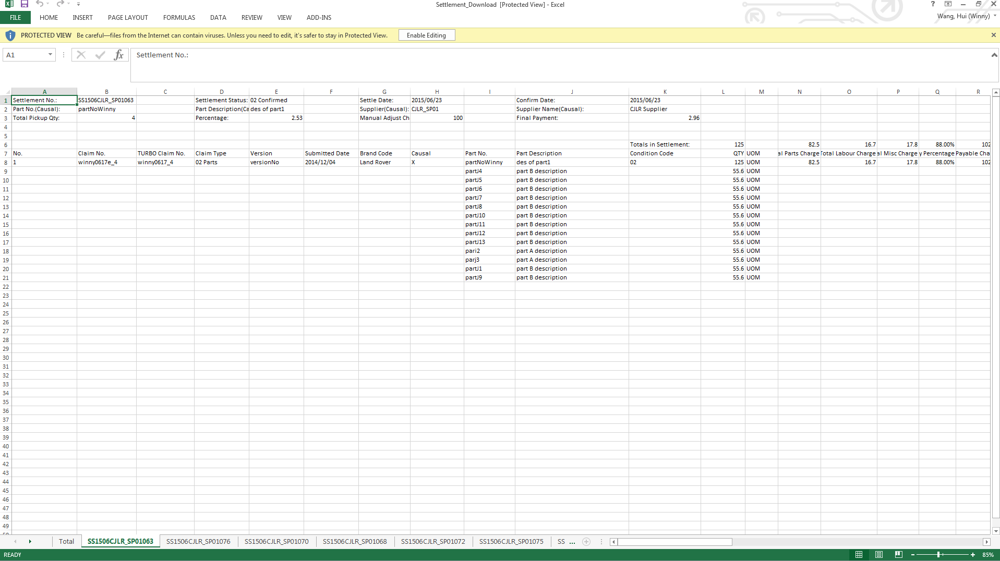 Settlement_Download [Protected View] - Excel
?
FILE HOME INSERT PAGE LAYOUT FORMULAS DATA REVIEW VIEW ADD-INS Wang, Hui (Winny)
PROTECTED VIEW Be careful—files from the Internet can contain viruses. Unless you need to edit, it's safer to stay in Protected View. Enable Editing
A1 fx Settlement No.:
A B C D E F G H I J K L M N O P Q R
1 Settlement No.: SS1506CJLR_SP01063 Settlement Status: 02 Confirmed Settle Date: 2015/06/23 Confirm Date: 2015/06/23
2 Part No.(Causal): partNoWinny Part Description(Ca des of part1 Supplier(Causal): CJLR_SP01 Supplier Name(Causal): CJLR Supplier
3 Total Pickup Qty: 4 Percentage: 2.53 Manual Adjust Ch 100 Final Payment: 2.96
4
5
6 Totals in Settlement: 125 82.5 16.7 17.8 88.00% 102
7 No. Claim No. TURBO Claim No. Claim Type Version Submitted Date Brand Code Causal Part No. Part Description Condition Code QTY UOM al Parts Charge Total Labour Charge al Misc Charge y Percentage Payable Cha
8 1 winny0617e_4 winny0617_4 02 Parts versionNo 2014/12/04 Land Rover X partNoWinny des of part1 02 125 UOM 82.5 16.7 17.8 88.00% 102
9 partJ4 part B description 55.6 UOM
10 partJ5 part B description 55.6 UOM
11 partJ6 part B description 55.6 UOM
12 partJ7 part B description 55.6 UOM
13 partJ8 part B description 55.6 UOM
14 partJ10 part B description 55.6 UOM
15 partJ11 part B description 55.6 UOM
16 partJ12 part B description 55.6 UOM
17 partJ13 part B description 55.6 UOM
18 pari2 part A description 55.6 UOM
19 parj3 part A description 55.6 UOM
20 partJ1 part B description 55.6 UOM
21 partJ9 part B description 55.6 UOM
22
23
24
25
26
27
28
29
30
31
32
33
34
35
36
37
38
39
40
41
42
43
44
45
46
47
48
49
50
Total SS1506CJLR_SP01063 SS1506CJLR_SP01076 SS1506CJLR_SP01070 SS1506CJLR_SP01068 SS1506CJLR_SP01072 SS1506CJLR_SP01075 SS ...
READY 85%